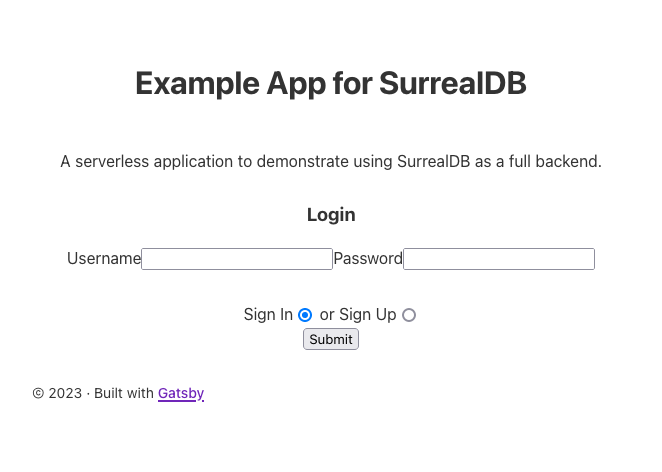 Example App for SurrealDB
A serverless application to demonstrate using SurrealDB as a full backend.
Login
Username Password
Sign In or Sign Up
Submit
© 2023 · Built with Gatsby